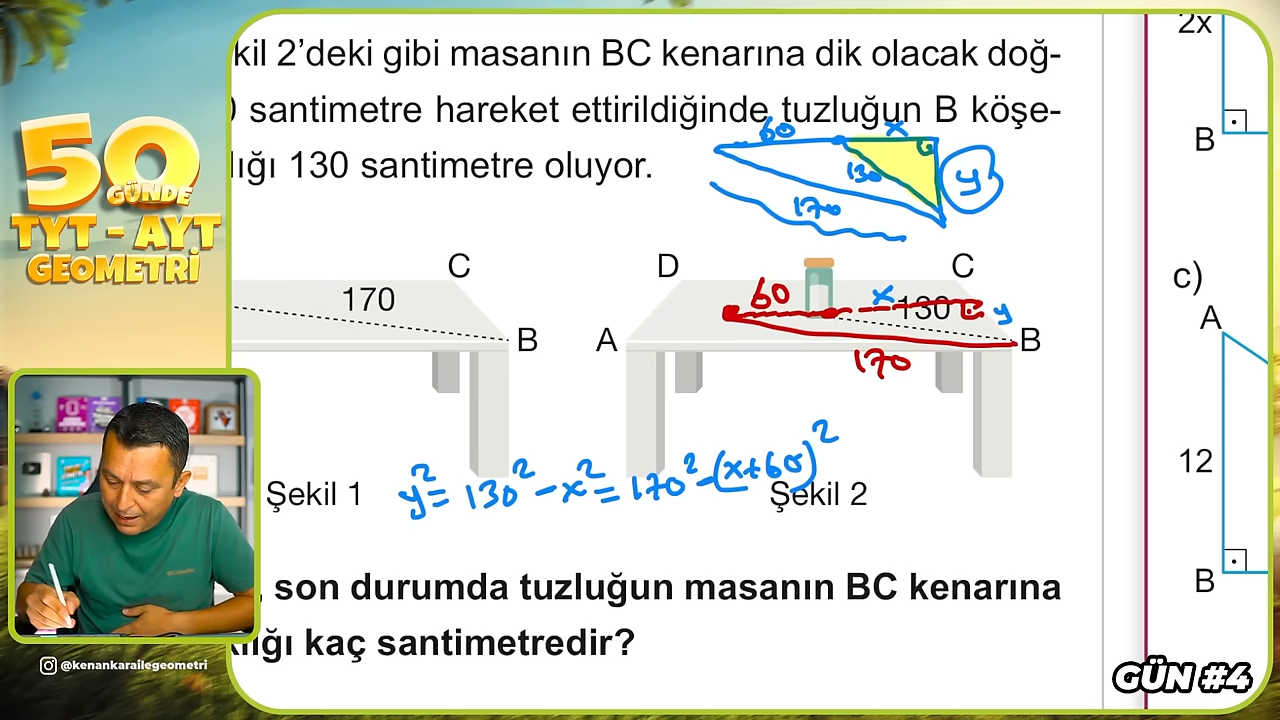 50
GÜNDE
TYT - AYT
GEOMETRİ
kil 2'deki gibi masanın BC kenarına dik olacak doğ-
santimetre hareket ettirildiğinde tuzluğun B köşe-
lığı 130 santimetre oluyor.
60
x
130
y
170
C
170
B
D
C
A
60
x
130
y
B
170
y² = 130² - x² = 170² - (x+60)²
Şekil 1
Şekil 2
, son durumda tuzluğun masanın BC kenarına
lığı kaç santimetredir?
2x
B
c)
A
12
B
@kenankarailegeometri
GÜN #4